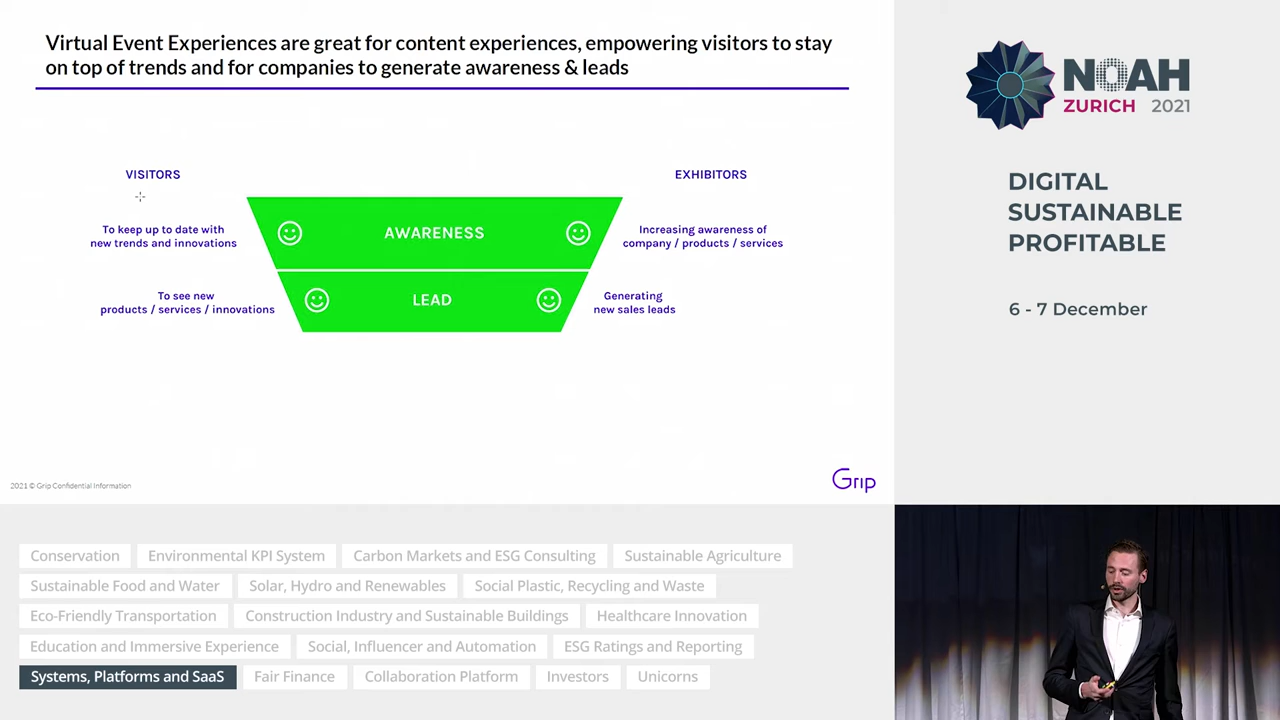 Virtual Event Experiences are great for content experiences, empowering visitors to stay
on top of trends and for companies to generate awareness & leads
VISITORS
EXHIBITORS
To keep up to date with
new trends and innovations
AWARENESS
Increasing awareness of
company / products / services
To see new
products / services / innovations
LEAD
Generating
new sales leads
2021 © Grip Confidential Information
Grip
NOAH
ZURICH 2021
DIGITAL
SUSTAINABLE
PROFITABLE
6 - 7 December
Conservation
Environmental KPI System
Carbon Markets and ESG Consulting
Sustainable Agriculture
Sustainable Food and Water
Solar, Hydro and Renewables
Social Plastic, Recycling and Waste
Eco-Friendly Transportation
Construction Industry and Sustainable Buildings
Healthcare Innovation
Education and Immersive Experience
Social, Influencer and Automation
ESG Ratings and Reporting
Systems, Platforms and SaaS
Fair Finance
Collaboration Platform
Investors
Unicorns